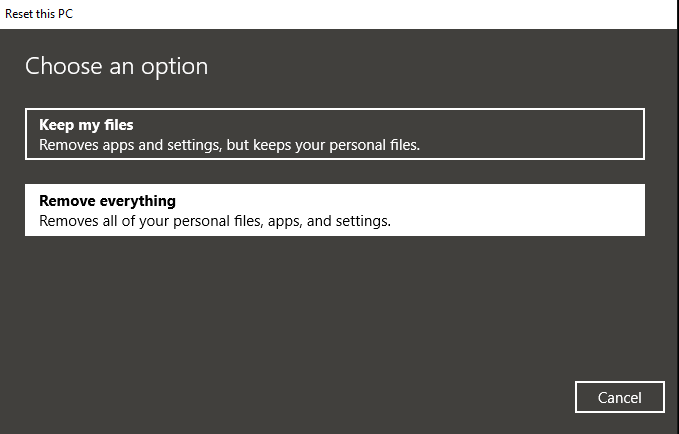 Reset this PC
Choose an option
Keep my files
Removes apps and settings, but keeps your personal files.
Remove everything
Removes all of your personal files, apps, and settings.
Cancel